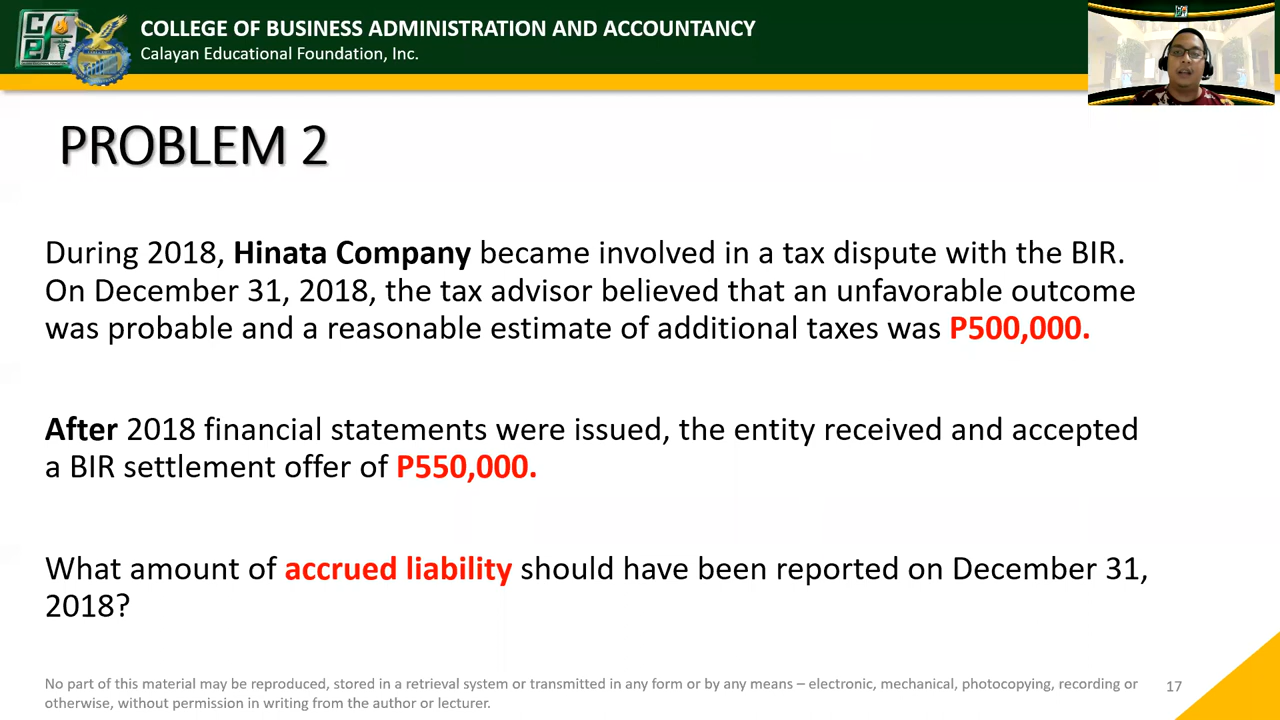 COLLEGE OF BUSINESS ADMINISTRATION AND ACCOUNTANCY
Calayan Educational Foundation, Inc.
PROBLEM 2
During 2018, Hinata Company became involved in a tax dispute with the BIR.
On December 31, 2018, the tax advisor believed that an unfavorable outcome
was probable and a reasonable estimate of additional taxes was P500,000.
After 2018 financial statements were issued, the entity received and accepted
a BIR settlement offer of P550,000.
What amount of accrued liability should have been reported on December 31,
2018?
No part of this material may be reproduced, stored in a retrieval system or transmitted in any form or by any means – electronic, mechanical, photocopying, recording or
otherwise, without permission in writing from the author or lecturer.
17